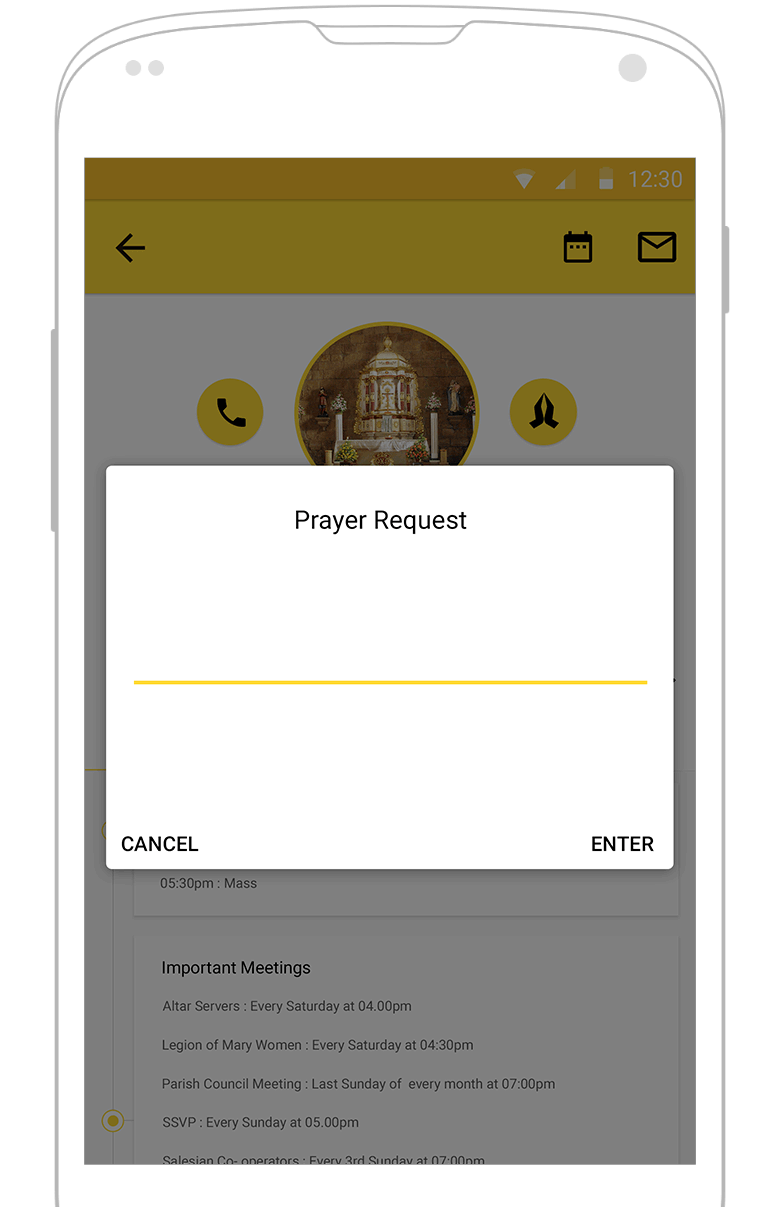 12:30
Prayer Request
CANCEL
ENTER
05:30pm : Mass
Important Meetings
Altar Servers : Every Saturday at 04.00pm
Legion of Mary Women : Every Saturday at 04:30pm
Parish Council Meeting : Last Sunday of  every month at 07:00pm
SSVP : Every Sunday at 05.00pm
Salesian Co- operators : Every 3rd Sunday at 07:00pm